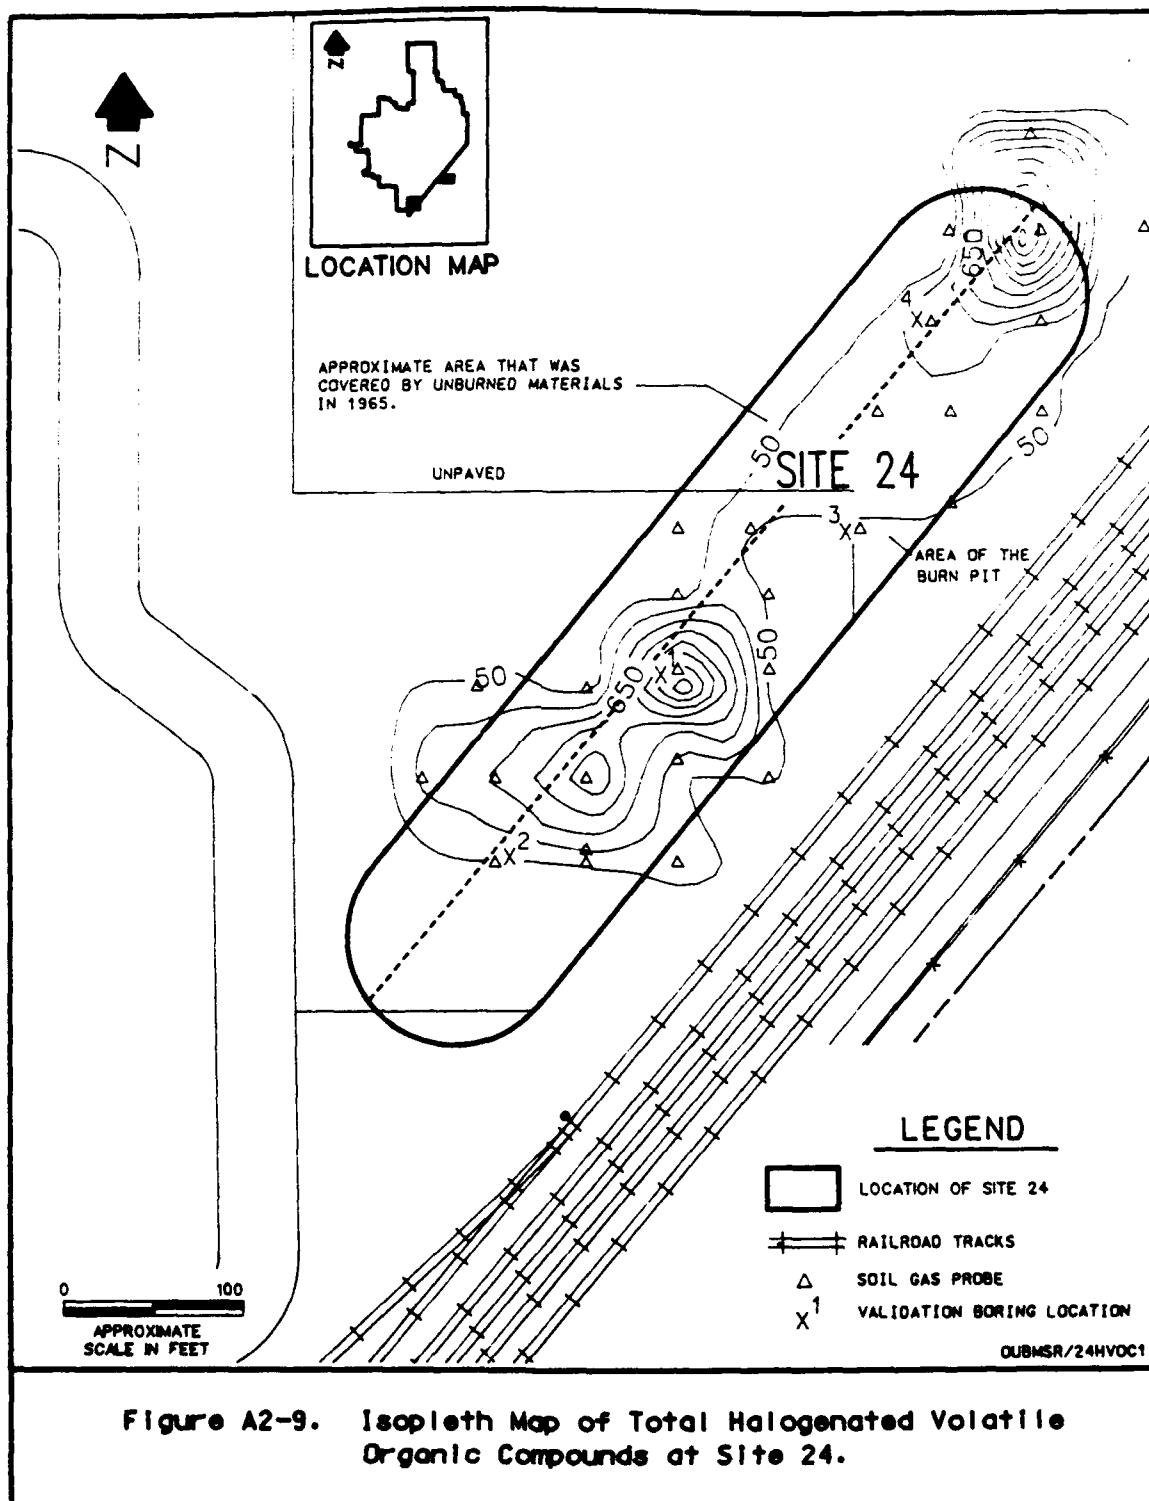 N
N
LOCATION MAP
APPROXIMATE AREA THAT WAS
COVERED BY UNBURNED MATERIALS
IN 1965.
UNPAVED
650
4
50
50
SITE 24
3
AREA OF THE
BURN PIT
50
1
50
650
2
LEGEND
LOCATION OF SITE 24
RAILROAD TRACKS
SOIL GAS PROBE
X1 VALIDATION BORING LOCATION
0 100
APPROXIMATE
SCALE IN FEET
OUBMSR/24HVOC1
Figure A2-9. Isopleth Map of Total Halogenated Volatile
Organic Compounds at Site 24.